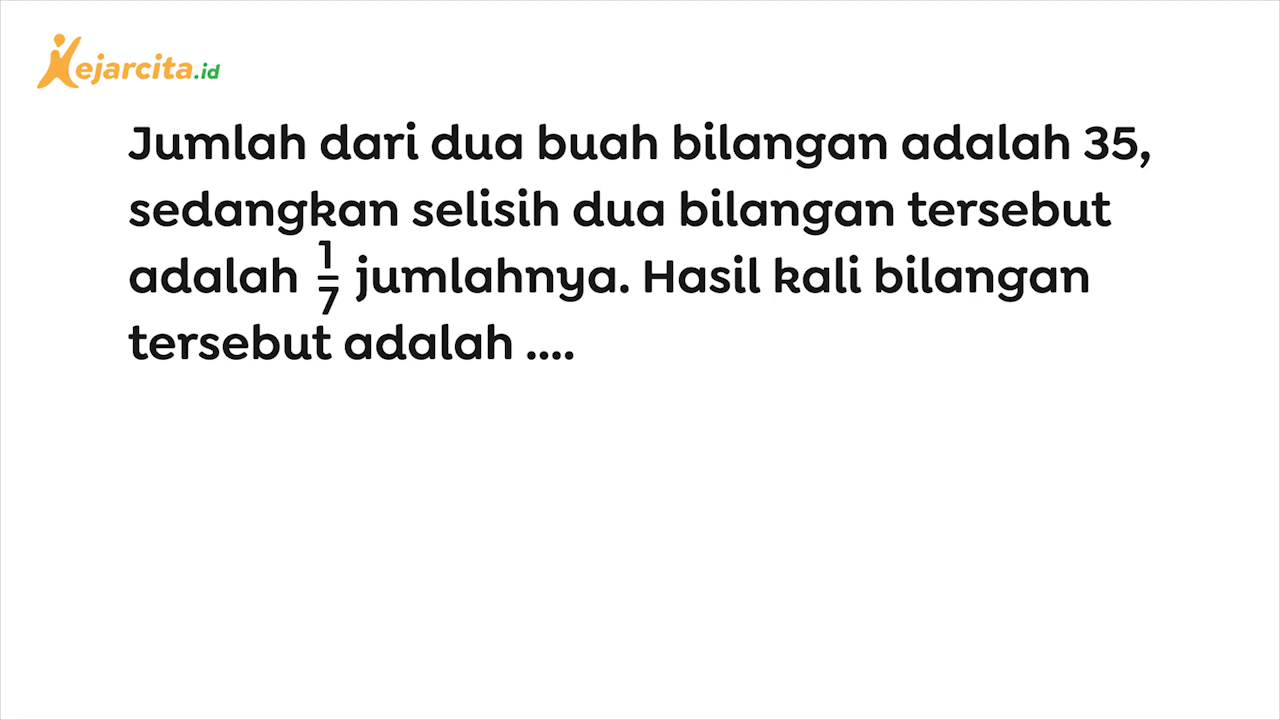 Kejarcita.id
Jumlah dari dua buah bilangan adalah 35,
sedangkan selisih dua bilangan tersebut
adalah 1/7 jumlahnya. Hasil kali bilangan
tersebut adalah ....